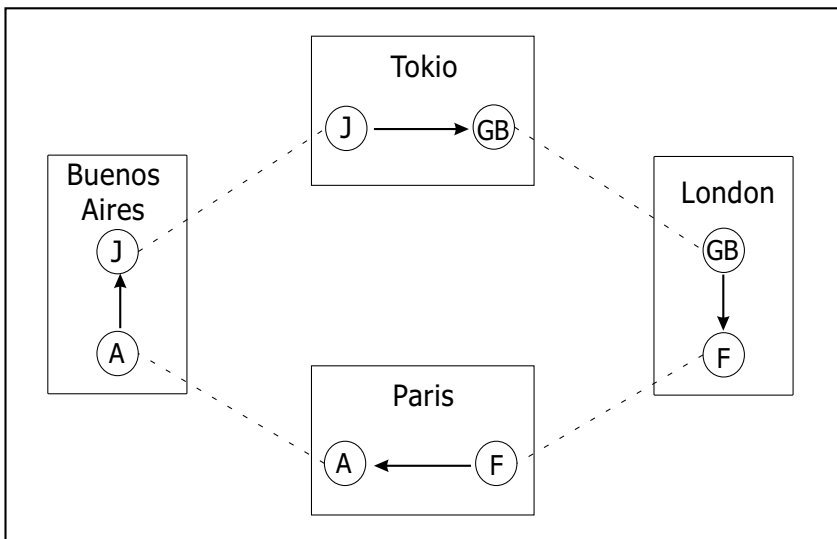 Tokio
J
GB
Buenos
Aires
J
A
London
GB
F
Paris
A
F